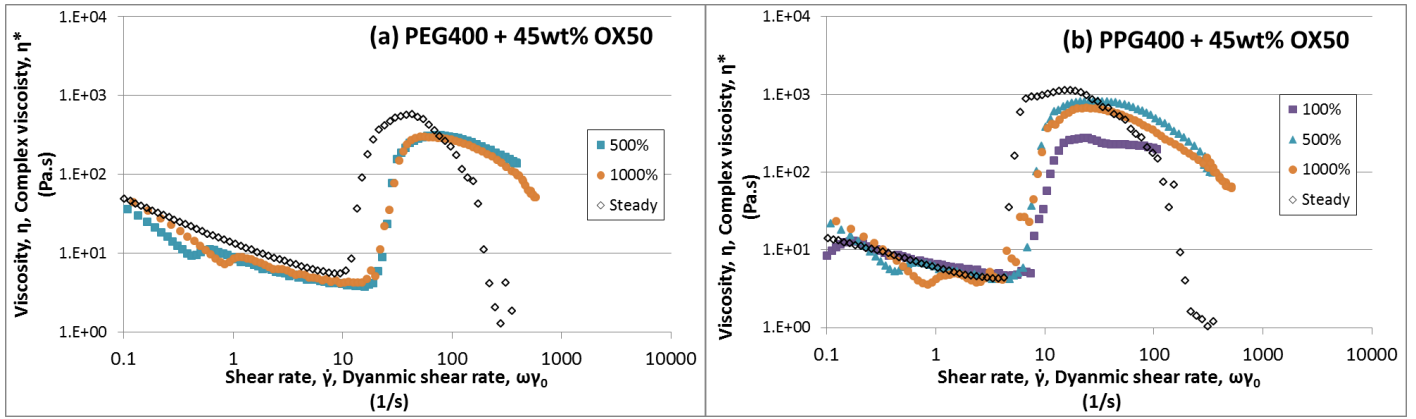 (a) PEG400 + 45wt% OX50
Viscosity, η, Complex viscoisty, η*
(Pa.s)
1.E+04
1.E+03
1.E+02
1.E+01
1.E+00
0.1
1
10
100
1000
10000
Shear rate, γ̇, Dyanmic shear rate, ωγ₀
(1/s)
500%
1000%
Steady
(b) PPG400 + 45wt% OX50
Viscosity, η, Complex viscoisty, η*
(Pa.s)
1.E+04
1.E+03
1.E+02
1.E+01
1.E+00
0.1
1
10
100
1000
10000
Shear rate, γ̇, Dyanmic shear rate, ωγ₀
(1/s)
100%
500%
1000%
Steady